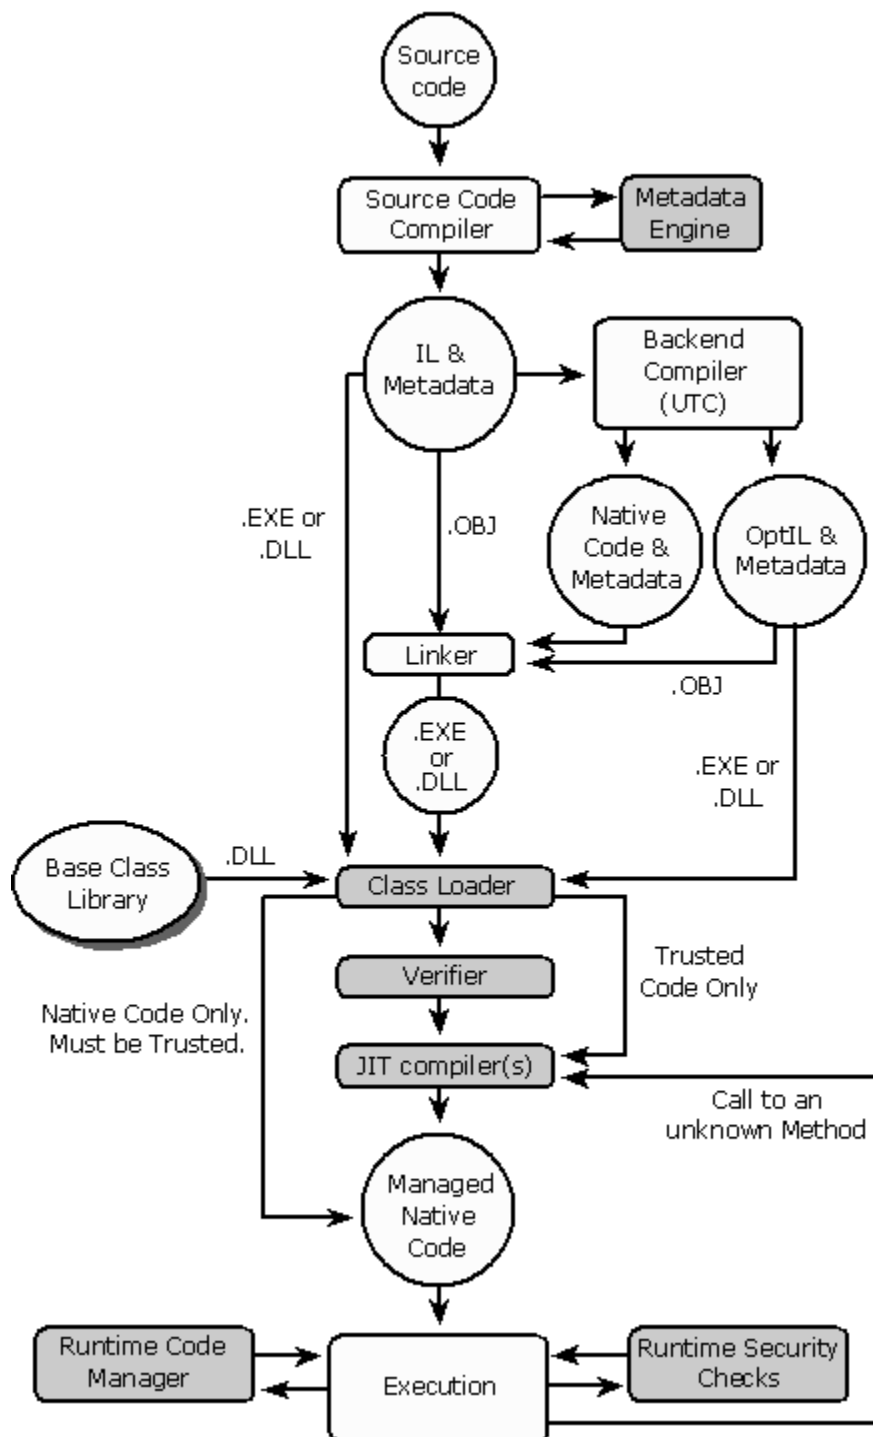 Source
code
Source Code
Compiler
Metadata
Engine
IL &
Metadata
Backend
Compiler
(UTC)
.EXE or
.DLL
.OBJ
Native
Code &
Metadata
OptIL &
Metadata
Linker
.OBJ
.EXE
or
.DLL
.EXE or
.DLL
Base Class
Library
.DLL
Class Loader
Trusted
Code Only
Verifier
Native Code Only.
Must be Trusted.
JIT compiler(s)
Call to an
unknown Method
Managed
Native
Code
Runtime Code
Manager
Execution
Runtime Security
Checks